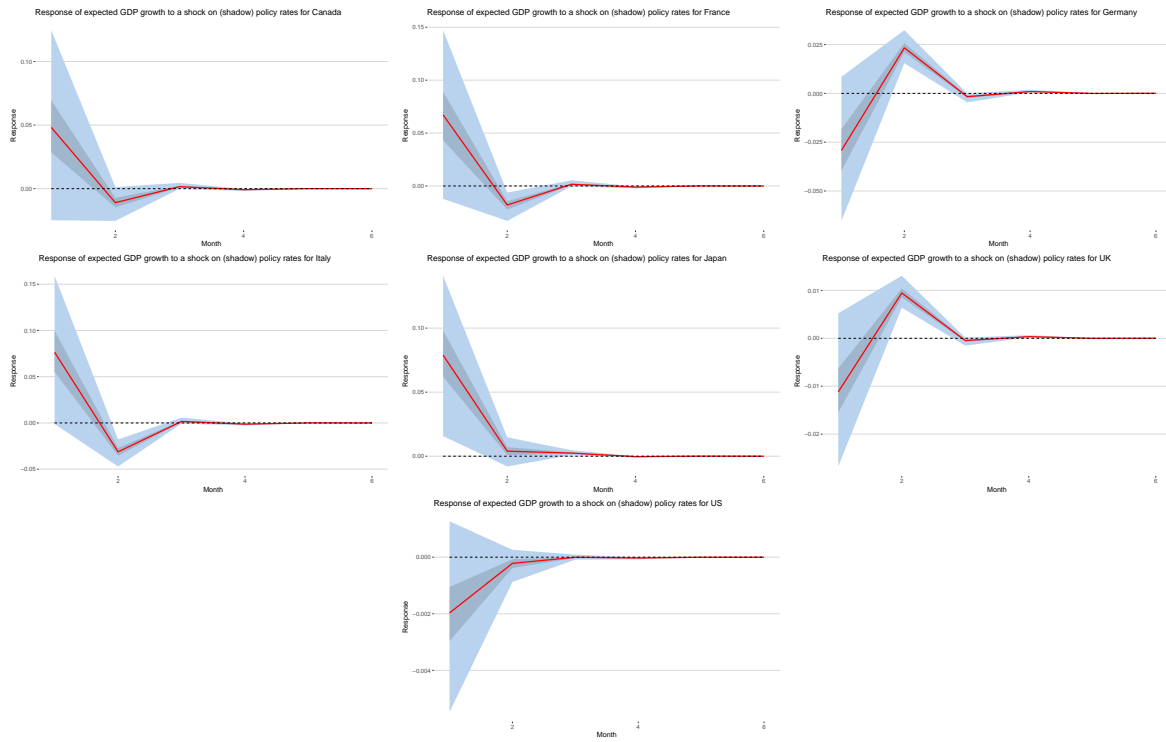 Response of expected GDP growth to a shock on (shadow) policy rates for Canada
0.10
0.05
0.00
Response
2
4
6
Month
Response of expected GDP growth to a shock on (shadow) policy rates for France
0.15
0.10
0.05
0.00
Response
2
4
6
Month
Response of expected GDP growth to a shock on (shadow) policy rates for Germany
0.025
0.000
−0.025
−0.050
Response
2
4
6
Month
Response of expected GDP growth to a shock on (shadow) policy rates for Italy
0.15
0.10
0.05
0.00
−0.05
Response
2
4
6
Month
Response of expected GDP growth to a shock on (shadow) policy rates for Japan
0.10
0.05
0.00
Response
2
4
6
Month
Response of expected GDP growth to a shock on (shadow) policy rates for UK
0.01
0.00
−0.01
−0.02
Response
2
4
6
Month
Response of expected GDP growth to a shock on (shadow) policy rates for US
0.000
−0.002
−0.004
Response
2
4
6
Month